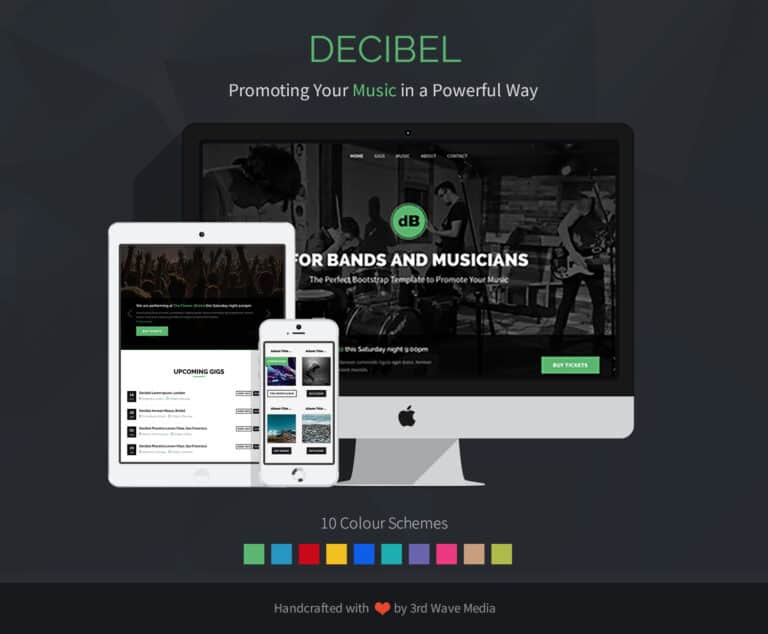 DECIBEL
Promoting Your Music in a Powerful Way
HOME GIGS MUSIC ABOUT CONTACT
dB
FOR BANDS AND MUSICIANS
The Perfect Bootstrap Template to Promote Your Music
this Saturday night 9:00pm
BUY TICKETS
We are performing at
this Saturday night 9:00pm
BUY TICKETS
UPCOMING GIGS
Album Title ... Album Title ...
Album Title ... Album Title ...
10 Colour Schemes
Handcrafted with by 3rd Wave Media